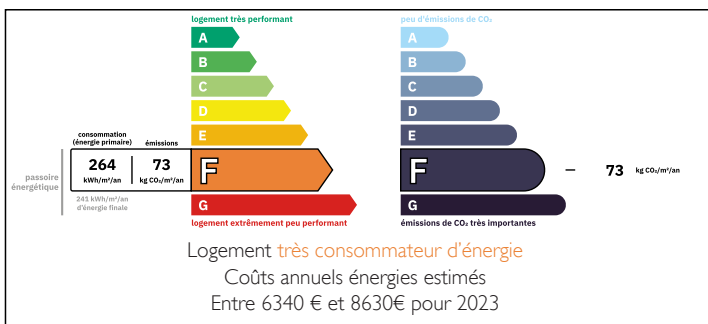 logement très performant
A
B
C
D
E
consommation
(énergie primaire)
émissions
264
73
kWh/m²/an
kg CO₂/m²/an
F
passoire
énergétique
241 kWh/m²/an
d'énergie finale
G
logement extrêmement peu performant
peu d'émissions de CO₂
A
B
C
D
E
F
73 kg CO₂/m²/an
G
émissions de CO₂ très importantes
Logement très consommateur d'énergie
Coûts annuels énergies estimés
Entre 6340 € et 8630€ pour 2023